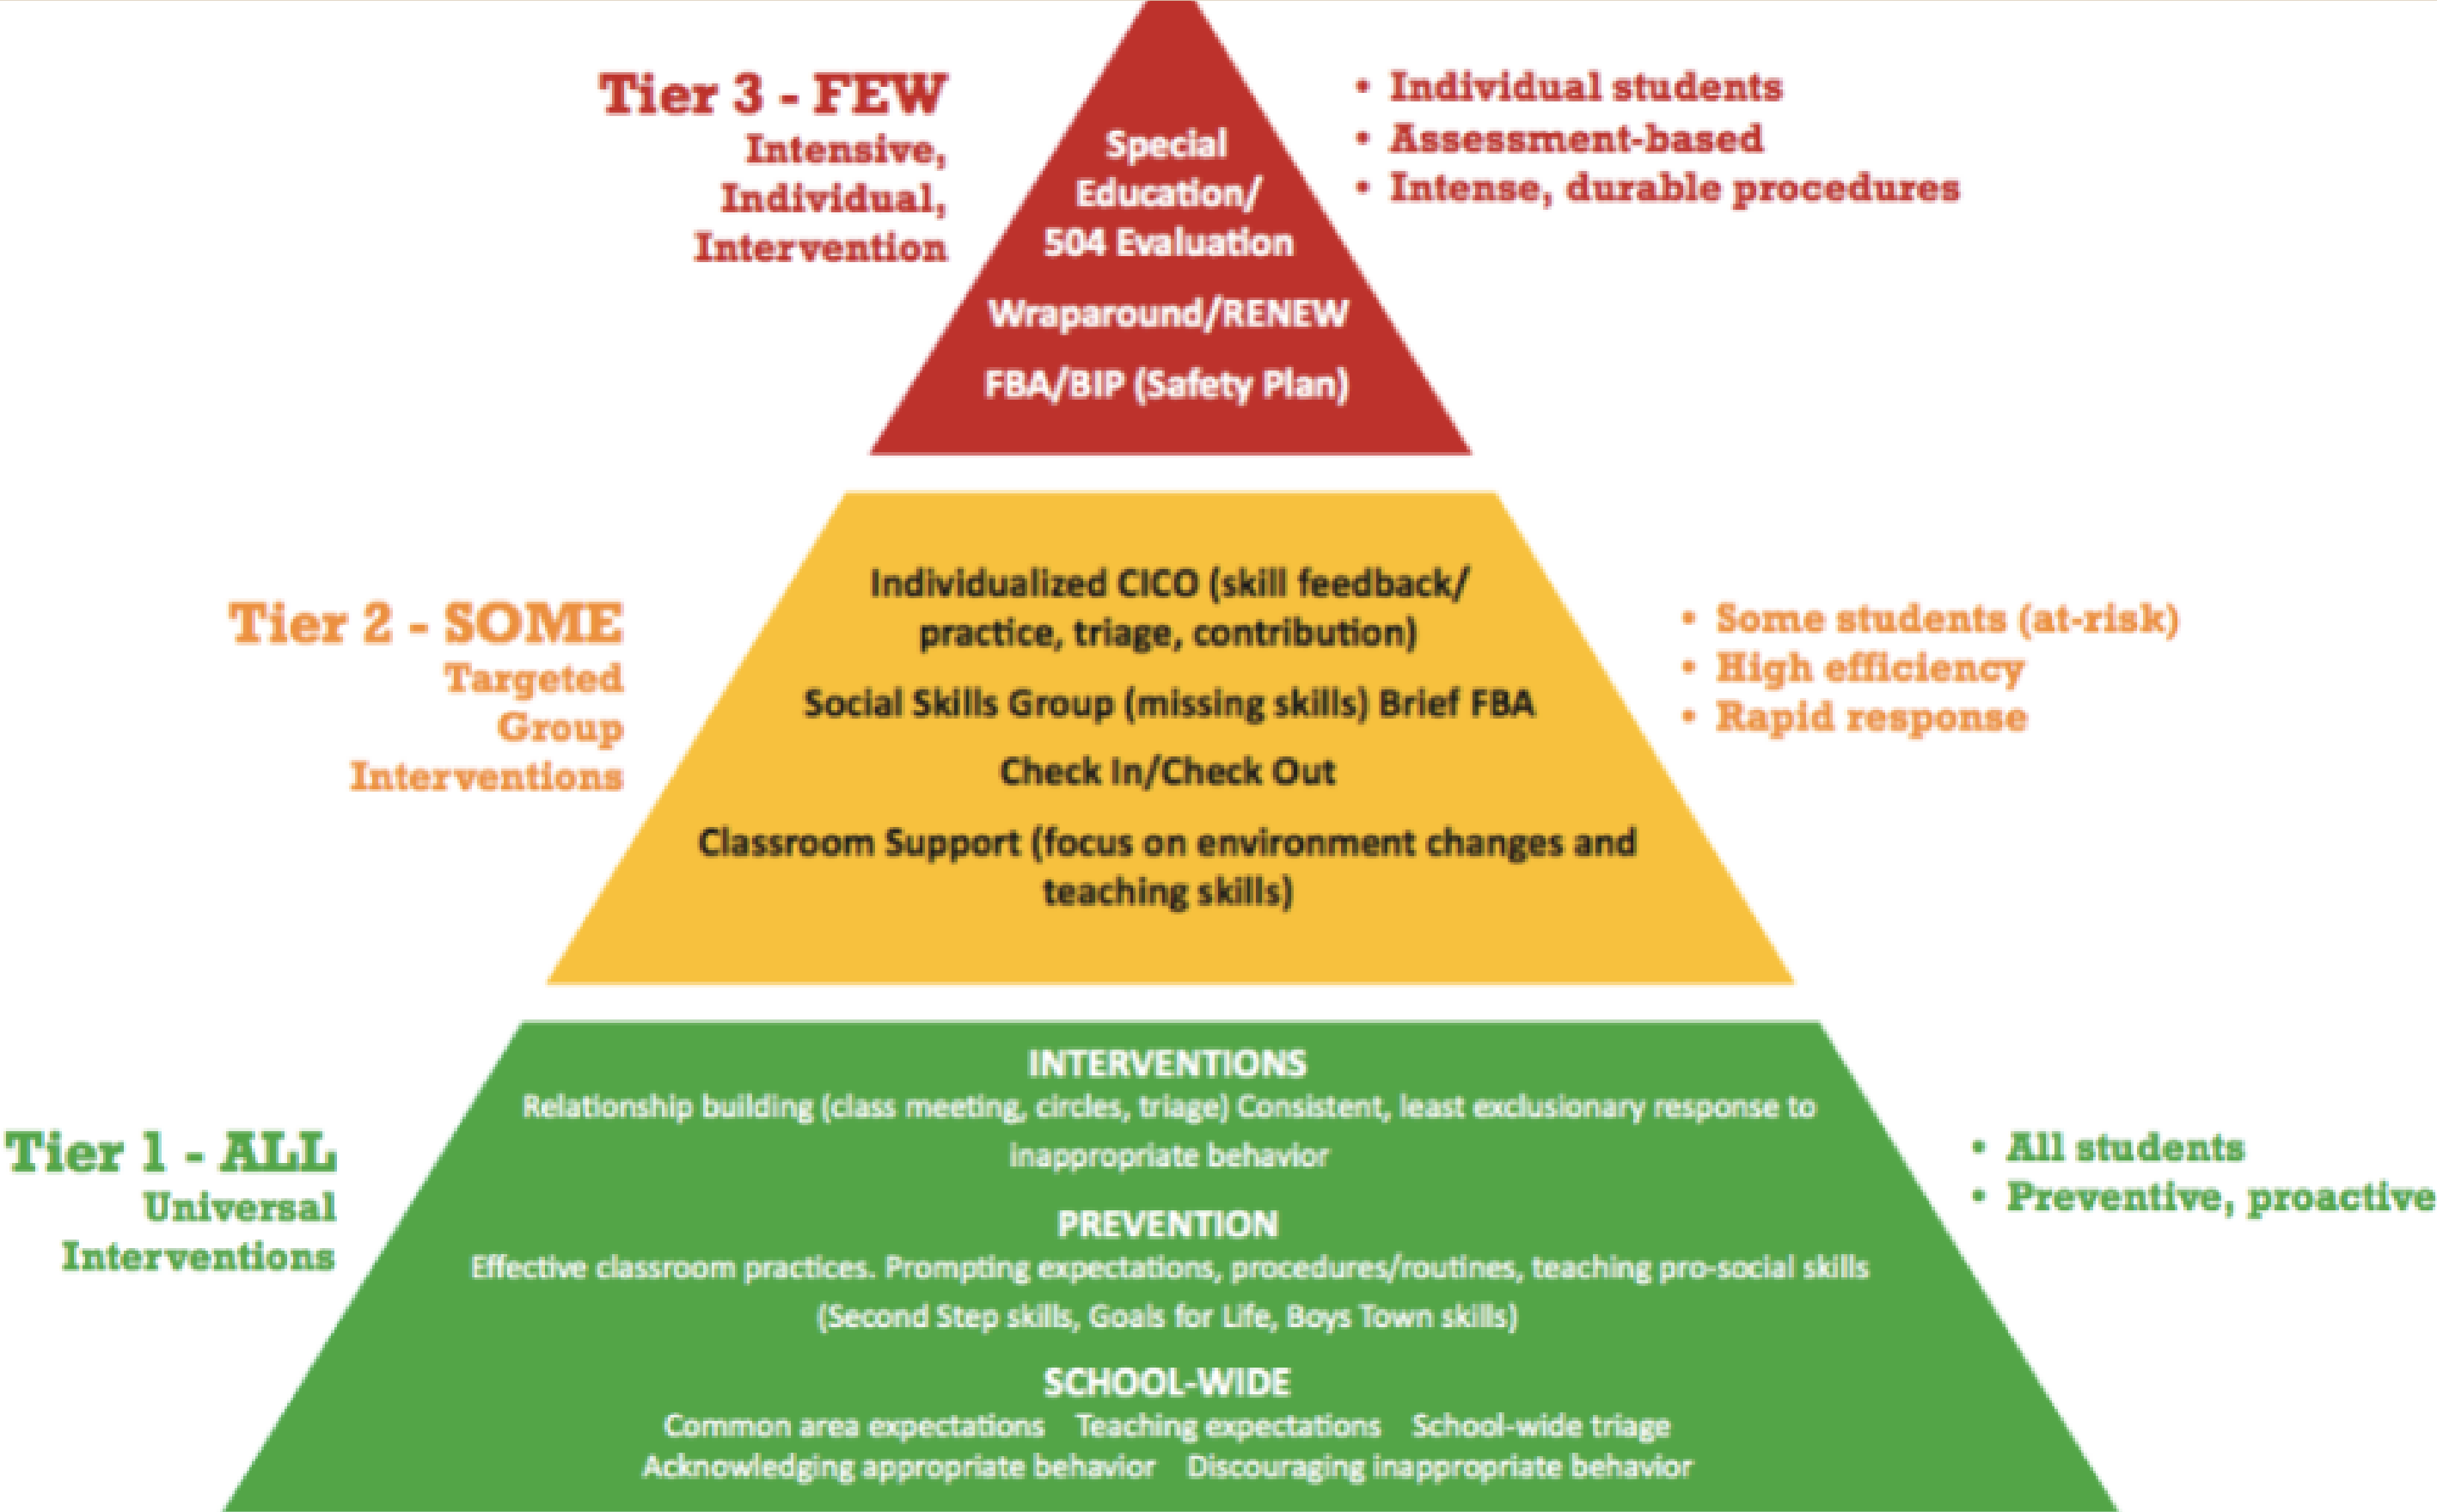 Tier 3 - FEW
Intensive,
Individual,
Intervention
Special
Education/
504 Evaluation
Wraparound/RENEW
FBA/BIP (Safety Plan)
• Individual students
• Assessment-based
• Intense, durable procedures
Tier 2 - SOME
Targeted
Group
Interventions
Individualized CICO (skill feedback/
practice, triage, contribution)
Social Skills Group (missing skills) Brief FBA
Check In/Check Out
Classroom Support (focus on environment changes and
teaching skills)
• Some students (at-risk)
• High efficiency
• Rapid response
Tier 1 - ALL
Universal
Interventions
INTERVENTIONS
Relationship building (class meeting, circles, triage) Consistent, least exclusionary response to
inappropriate behavior
PREVENTION
Effective classroom practices. Prompting expectations, procedures/routines, teaching pro-social skills
(Second Step skills, Goals for Life, Boys Town skills)
SCHOOL-WIDE
Common area expectations Teaching expectations School-wide triage
Acknowledging appropriate behavior Discouraging inappropriate behavior
• All students
• Preventive, proactive